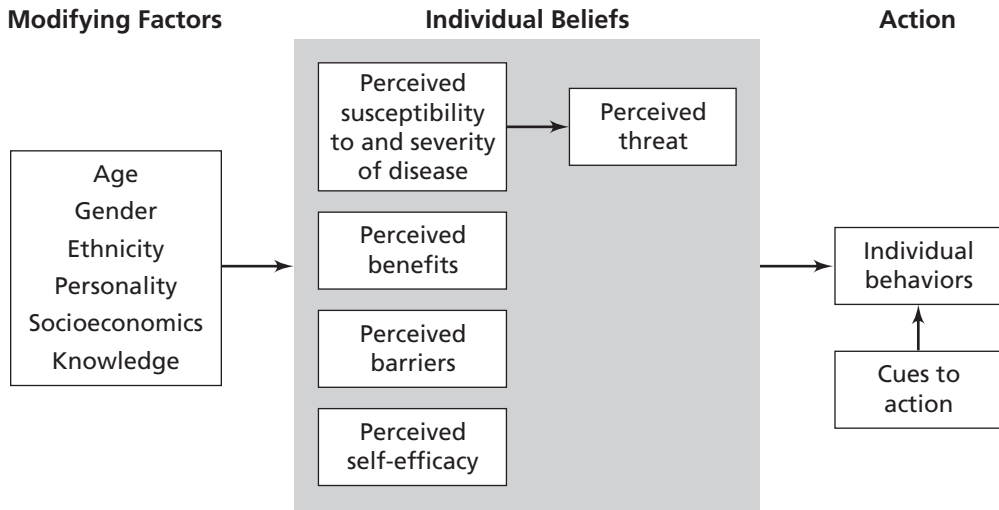 Modifying Factors
Individual Beliefs
Action
Age
Gender
Ethnicity
Personality
Socioeconomics
Knowledge
Perceived
susceptibility
to and severity
of disease
Perceived
threat
Perceived
benefits
Perceived
barriers
Perceived
self-efficacy
Individual
behaviors
Cues to
action